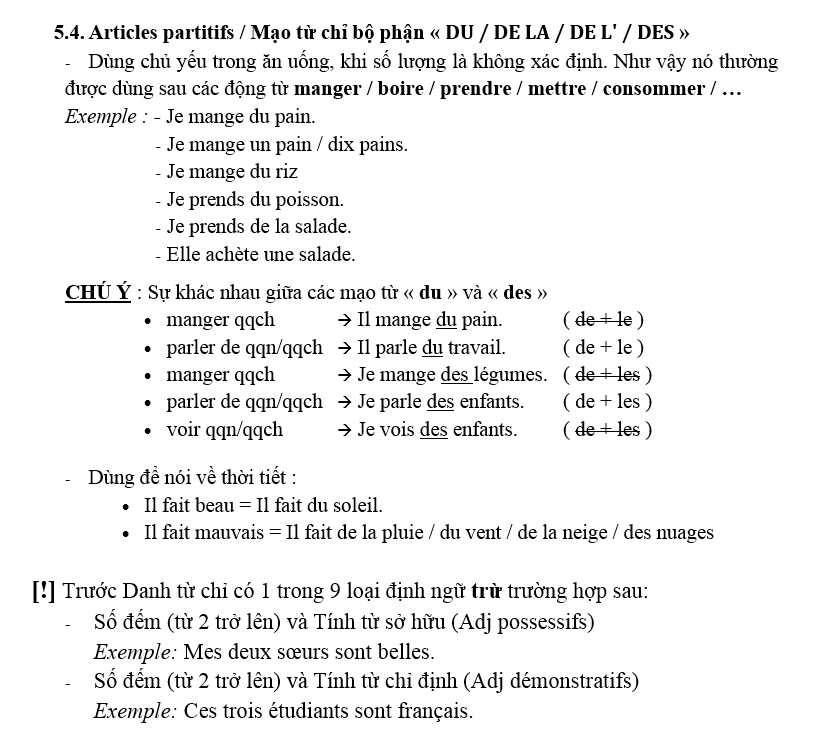 5.4. Articles partitifs / Mạo từ chỉ bộ phận « DU / DE LA / DE L' / DES »
- Dùng chủ yếu trong ăn uống, khi số lượng là không xác định. Như vậy nó thường
được dùng sau các động từ manger / boire / prendre / mettre / consommer / …
Exemple : - Je mange du pain.
- Je mange un pain / dix pains.
- Je mange du riz
- Je prends du poisson.
- Je prends de la salade.
- Elle achète une salade.
CHÚ Ý : Sự khác nhau giữa các mạo từ « du » và « des »
• manger qqch → Il mange du pain. ( de + le )
• parler de qqn/qqch → Il parle du travail. ( de + le )
• manger qqch → Je mange des légumes. ( de + les )
• parler de qqn/qqch → Je parle des enfants. ( de + les )
• voir qqn/qqch → Je vois des enfants. ( de + les )
- Dùng để nói về thời tiết :
• Il fait beau = Il fait du soleil.
• Il fait mauvais = Il fait de la pluie / du vent / de la neige / des nuages
[!] Trước Danh từ chỉ có 1 trong 9 loại định ngữ trừ trường hợp sau:
- Số đếm (từ 2 trở lên) và Tính từ sở hữu (Adj possessifs)
Exemple: Mes deux sœurs sont belles.
- Số đếm (từ 2 trở lên) và Tính từ chỉ định (Adj démonstratifs)
Exemple: Ces trois étudiants sont français.